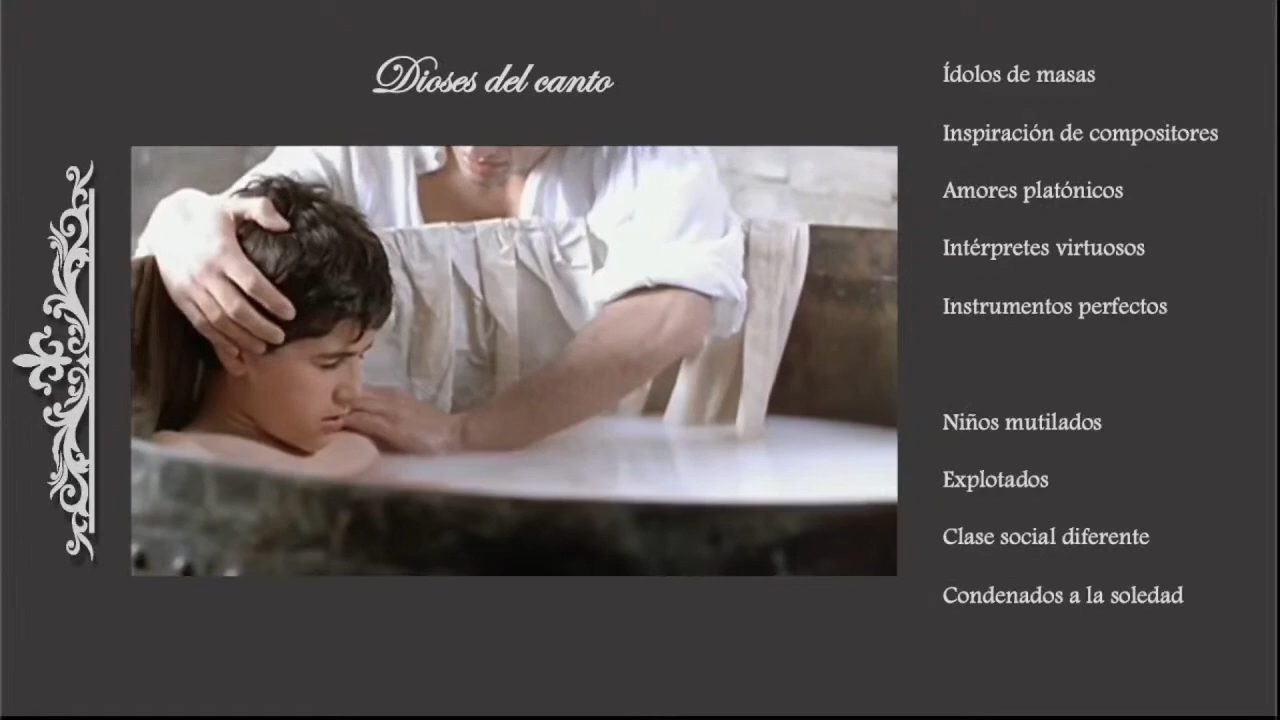 Dioses del canto
Ídolos de masas
Inspiración de compositores
Amores platónicos
Intérpretes virtuosos
Instrumentos perfectos
Niños mutilados
Explotados
Clase social diferente
Condenados a la soledad